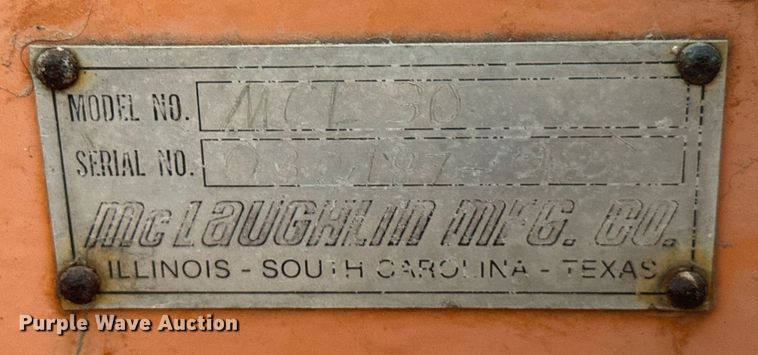 MODEL NO. MCL 30
SERIAL NO.
McLaughlin MFG. CO.
ILLINOIS - SOUTH CAROLINA - TEXAS
Purple Wave Auction